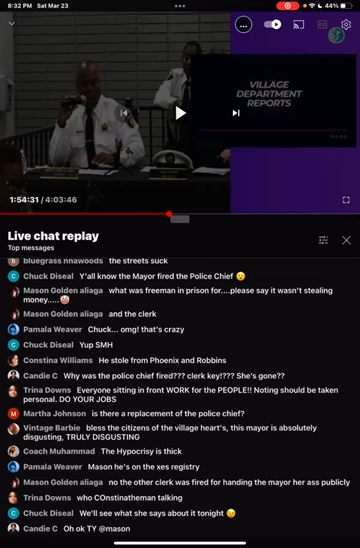 8:32 PM Sat Mar 23
44%
VILLAGE
DEPARTMENT
REPORTS
1:54:31 / 4:03:46
Live chat replay
Top messages
bluegrass hhawoods the streets suck
Chuck Diseal Y'all know the Mayor fired the Police Chief 😮
Mason Golden aliaga what was freeman in prison for....please say it wasn't stealing
money.....🤡
Mason Golden aliaga and the clerk
Pamala Weaver Chuck... omg! that's crazy
Chuck Diseal Yup SMH
Constina Williams He stole from Phoenix and Robbins
Candie C Why was the police chief fired??? clerk key!??? She's gone??
Trina Downs Everyone sitting in front WORK for the PEOPLE!! Noting should be taken
personal. DO YOUR JOBS
Martha Johnson is there a replacement of the police chief?
Vintage Barbie bless the citizens of the village heart's, this mayor is absolutely
disgusting, TRULY DISGUSTING
Coach Muhammad The Hypocrisy is thick
Pamala Weaver Mason he's on the xes registry
Mason Golden aliaga no the other clerk was fired for handing the mayor her ass publicly
Trina Downs who COnstinatheman talking
Chuck Diseal We'll see what she says about it tonight 😉
Candie C Oh ok TY @mason